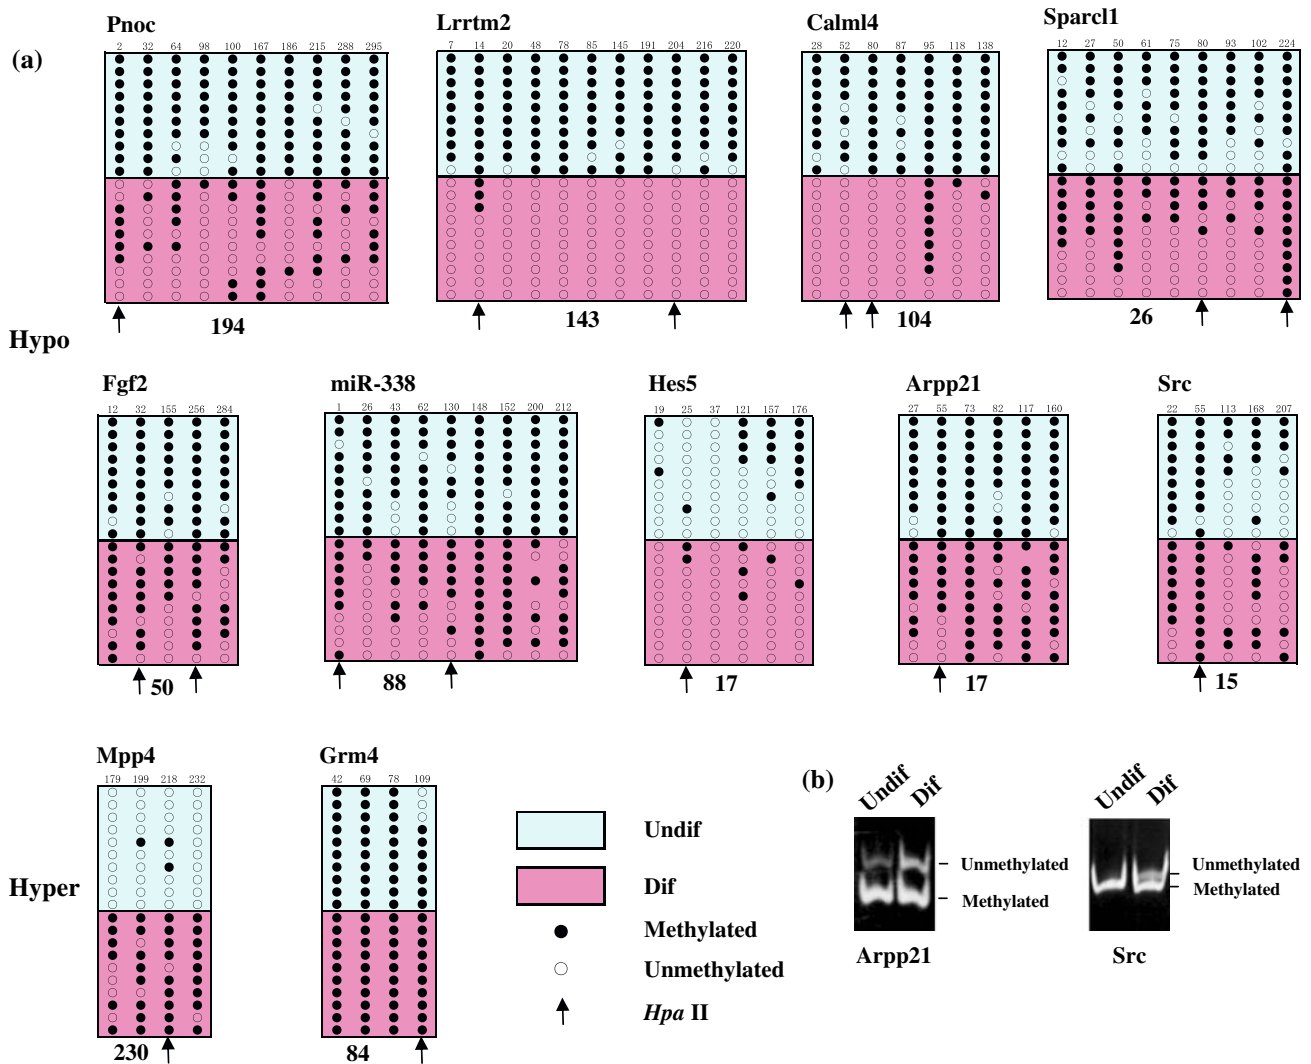 (a)
Pnoc
2 32 64 98 100 167 186 215 288 295
194
Lrrtm2
7 14 20 48 78 85 145 191 204 216 220
143
Calml4
28 52 80 87 95 118 138
104
Sparcl1
12 27 50 61 75 80 93 102 224
26
Hypo
Fgf2
12 32 155 256 284
50
miR-338
1 26 43 62 130 148 152 200 212
88
Hes5
19 25 37 121 157 176
17
Arpp21
27 55 73 82 117 160
17
Src
22 55 113 168 207
15
Hyper
Mpp4
179 199 218 232
230
Grm4
42 69 78 109
84
Undif
Dif
Methylated
Unmethylated
Hpa II
(b)
Undif Dif
Unmethylated
Methylated
Arpp21
Undif Dif
Unmethylated
Methylated
Src